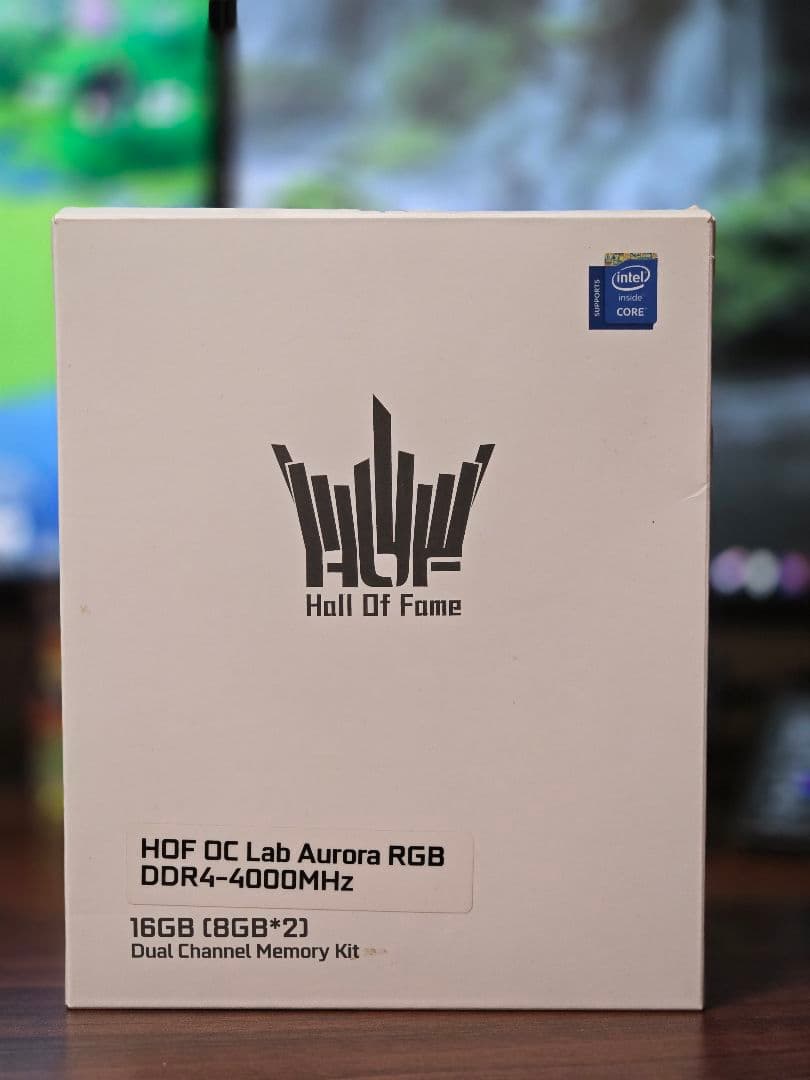 SUPPORTS
intel
inside
CORE
HOF
Hall Of Fame
HOF OC Lab Aurora RGB
DDR4-4000MHz
16GB (8GB*2)
Dual Channel Memory Kit